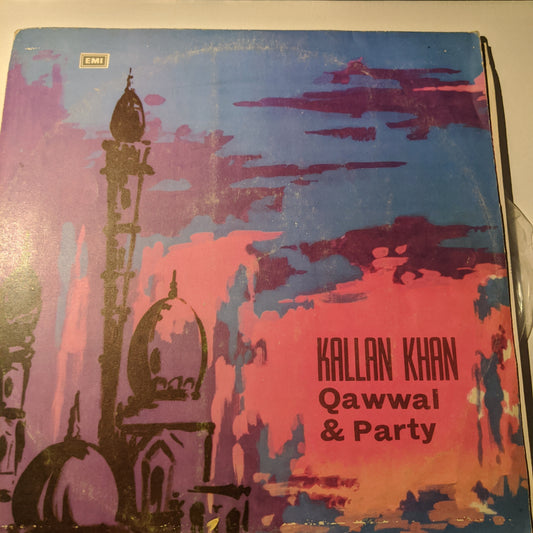 EMI
KALLAN KHAN
Qawwal
& Party